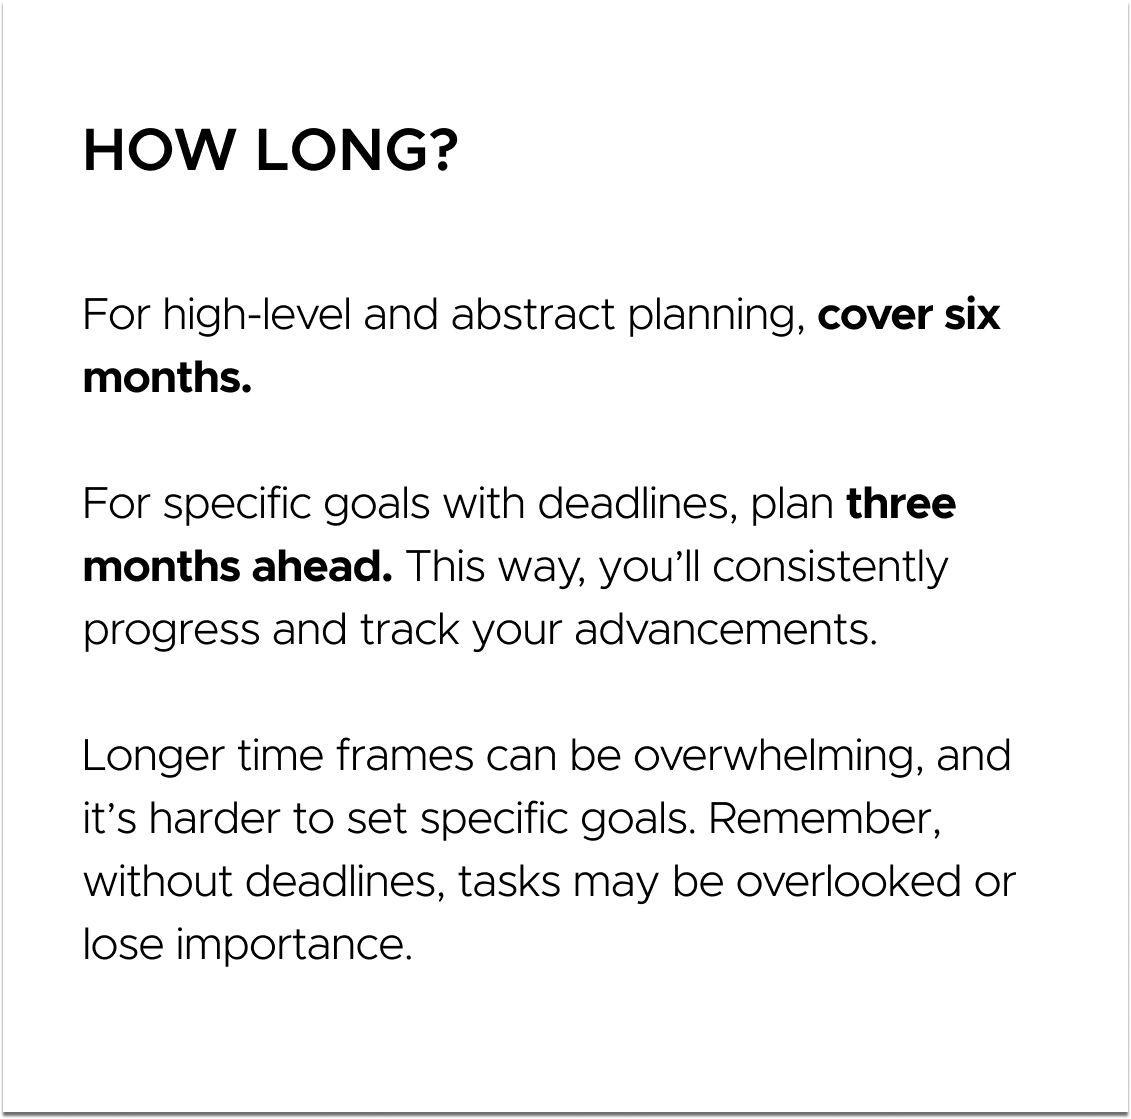 HOW LONG?
For high-level and abstract planning, cover six
months.
For specific goals with deadlines, plan three
months ahead. This way, you’ll consistently
progress and track your advancements.
Longer time frames can be overwhelming, and
it’s harder to set specific goals. Remember,
without deadlines, tasks may be overlooked or
lose importance.